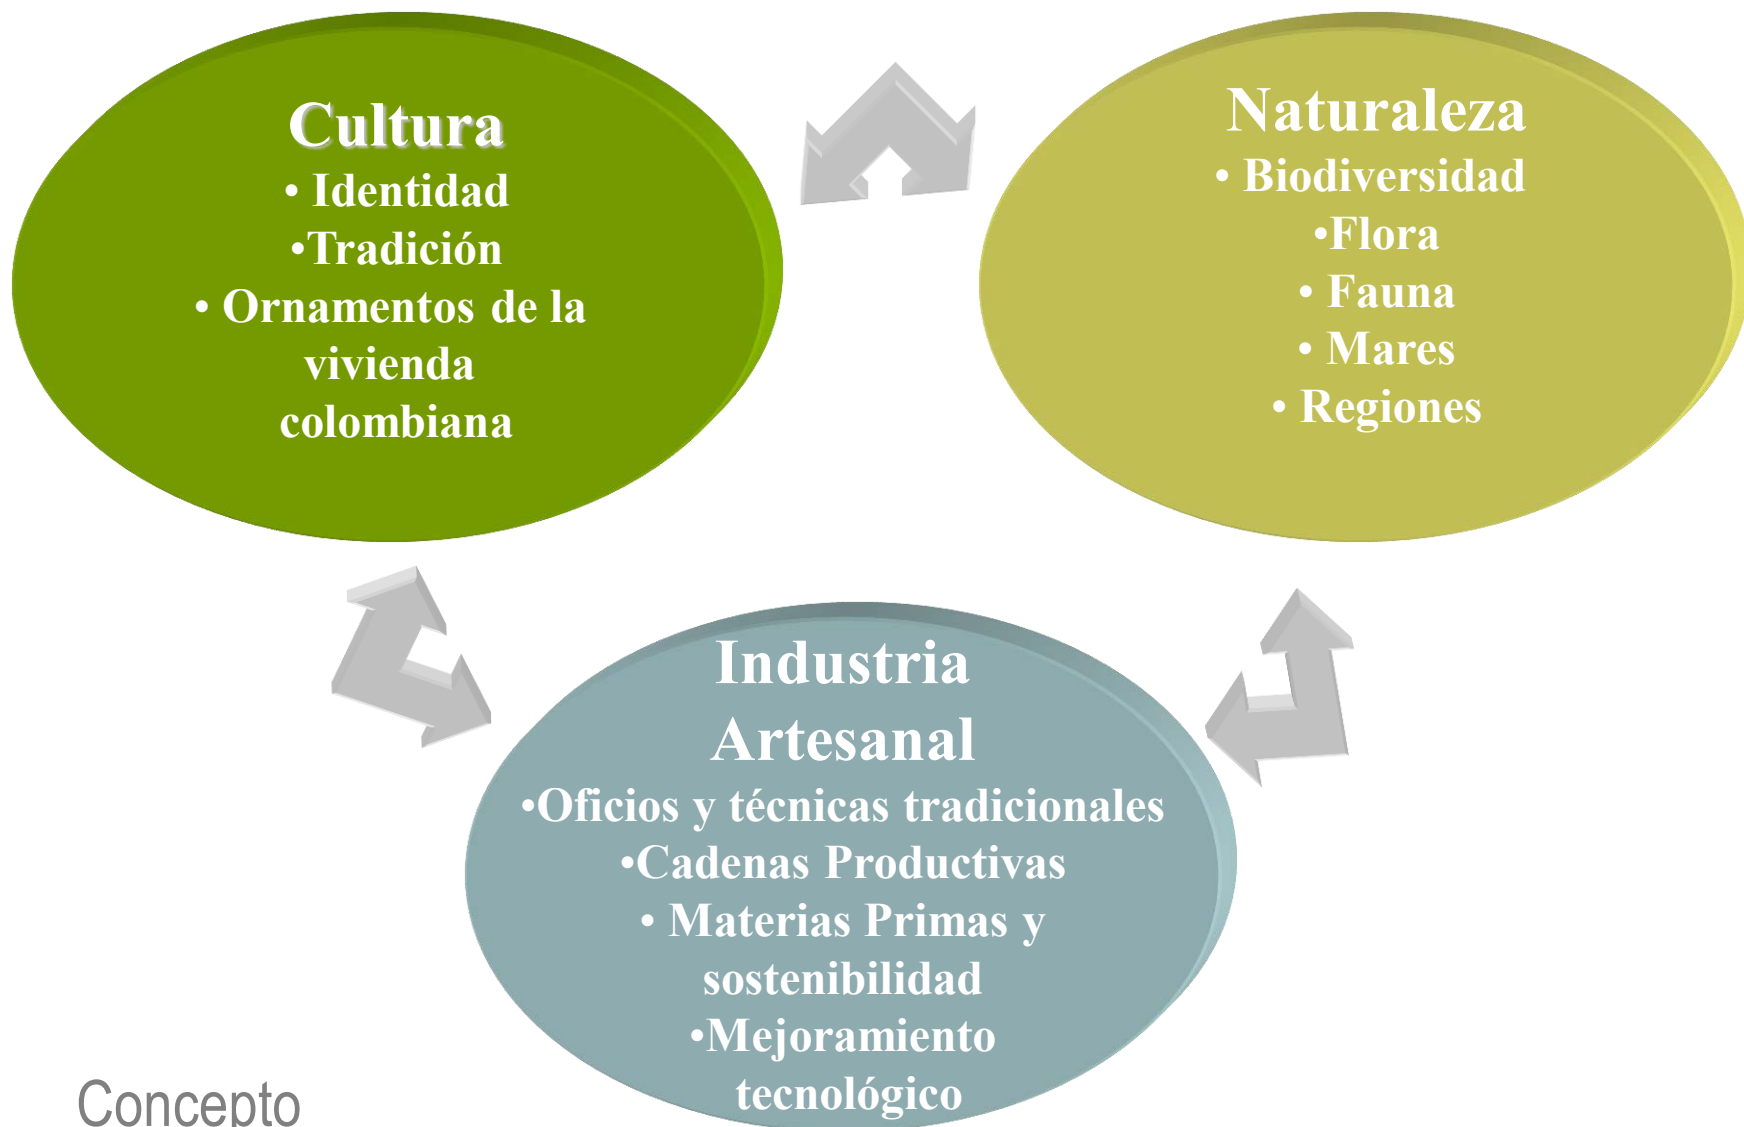 Cultura
• Identidad
•Tradición
• Ornamentos de la
vivienda
colombiana
Naturaleza
• Biodiversidad
•Flora
• Fauna
• Mares
• Regiones
Industria
Artesanal
•Oficios y técnicas tradicionales
•Cadenas Productivas
• Materias Primas y
sostenibilidad
•Mejoramiento
tecnológico
Concepto